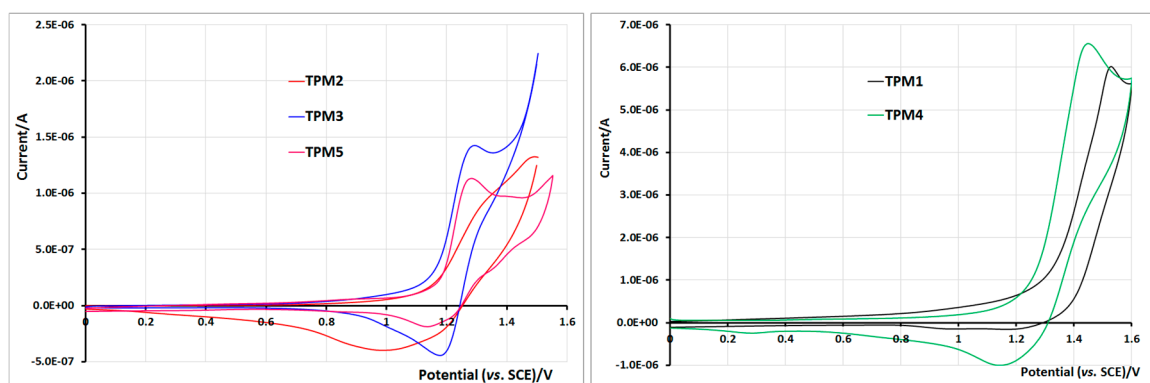 2.5E-06
2.0E-06
1.5E-06
1.0E-06
5.0E-07
0.0E+00
-5.0E-07
Current/A
TPM2
TPM3
TPM5
0 0.2 0.4 0.6 0.8 1 1.2 1.4 1.6
Potential (vs. SCE)/V
7.0E-06
6.0E-06
5.0E-06
4.0E-06
3.0E-06
2.0E-06
1.0E-06
0.0E+00
-1.0E-06
Current/A
TPM1
TPM4
0 0.2 0.4 0.6 0.8 1 1.2 1.4 1.6
Potential (vs. SCE)/V